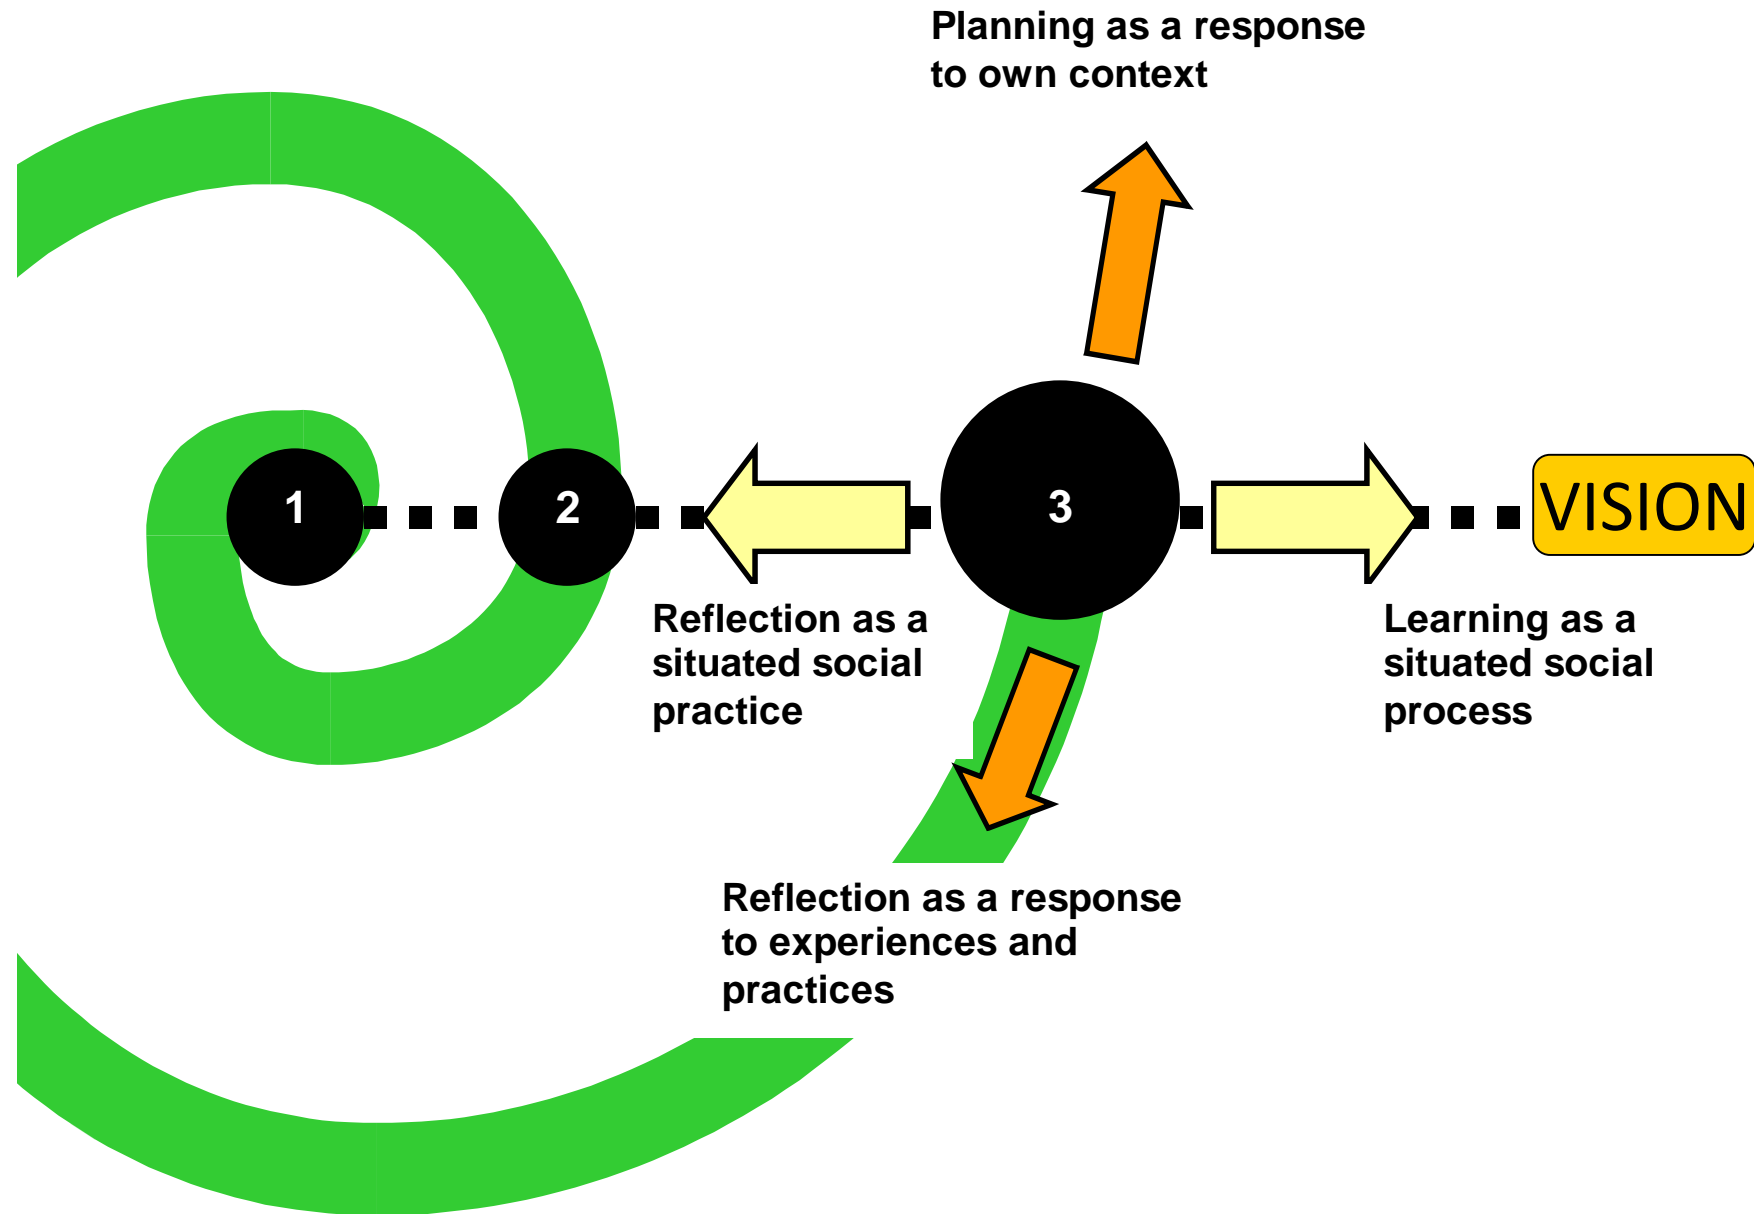 Planning as a response
to own context
1
2
3
VISION
Reflection as a
situated social
practice
Learning as a
situated social
process
Reflection as a response
to experiences and
practices